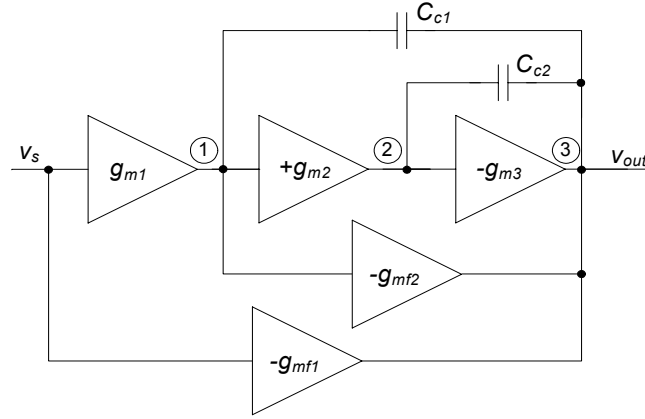 C_c1
C_c2
v_s
1
2
3
v_out
g_m1
+g_m2
-g_m3
-g_mf2
-g_mf1